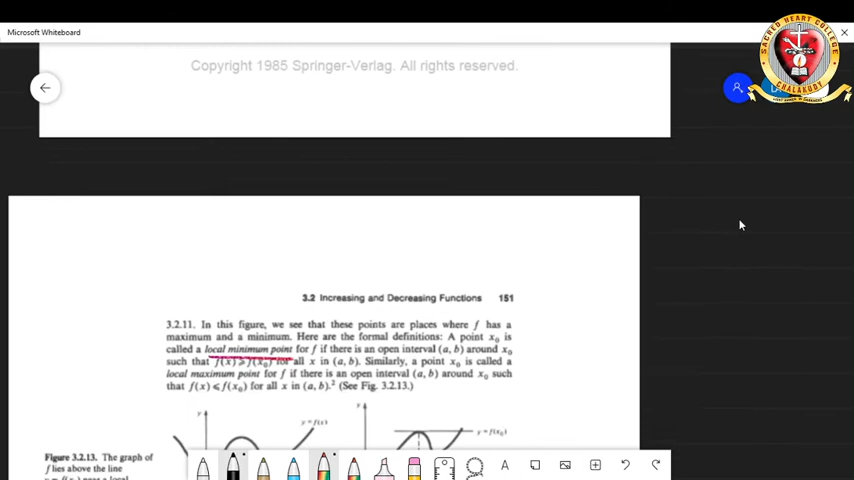 Microsoft Whiteboard
SACRED HEART COLLEGE
CHALAKUDY
Copyright 1985 Springer-Verlag. All rights reserved.
3.2 Increasing and Decreasing Functions 151
3.2.11. In this figure, we see that these points are places where f has a
maximum and a minimum. Here are the formal definitions: A point x₀ is
called a local minimum point for f if there is an open interval (a, b) around x₀
such that f(x) ⩾ f(x₀) for all x in (a, b). Similarly, a point x₀ is called a
local maximum point for f if there is an open interval (a, b) around x₀ such
that f(x) ⩽ f(x₀) for all x in (a, b).² (See Fig. 3.2.13.)
y
y = f(x)
y
y = f(x₀)
Figure 3.2.13. The graph of
f lies above the line
A